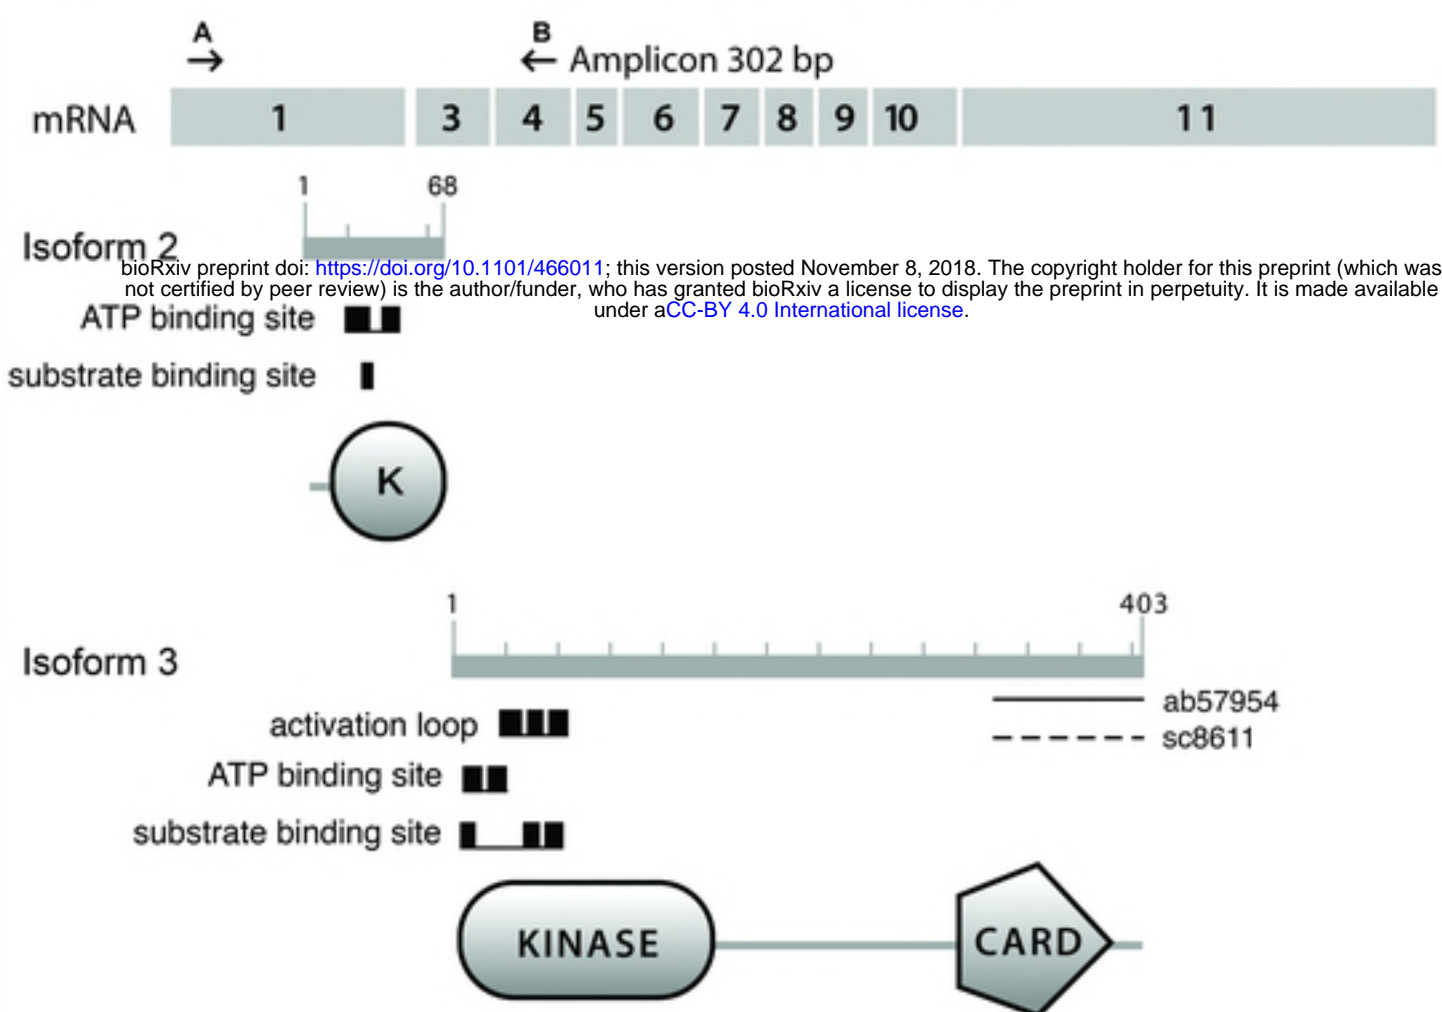 A
B
Amplicon 302 bp
mRNA 1 3 4 5 6 7 8 9 10 11
1 68
Isoform 2
bioRxiv preprint doi: https://doi.org/10.1101/466011; this version posted November 8, 2018. The copyright holder for this preprint (which was
not certified by peer review) is the author/funder, who has granted bioRxiv a license to display the preprint in perpetuity. It is made available
under aCC-BY 4.0 International license.
ATP binding site
substrate binding site
K
1 403
Isoform 3
ab57954
activation loop
sc8611
ATP binding site
substrate binding site
KINASE CARD